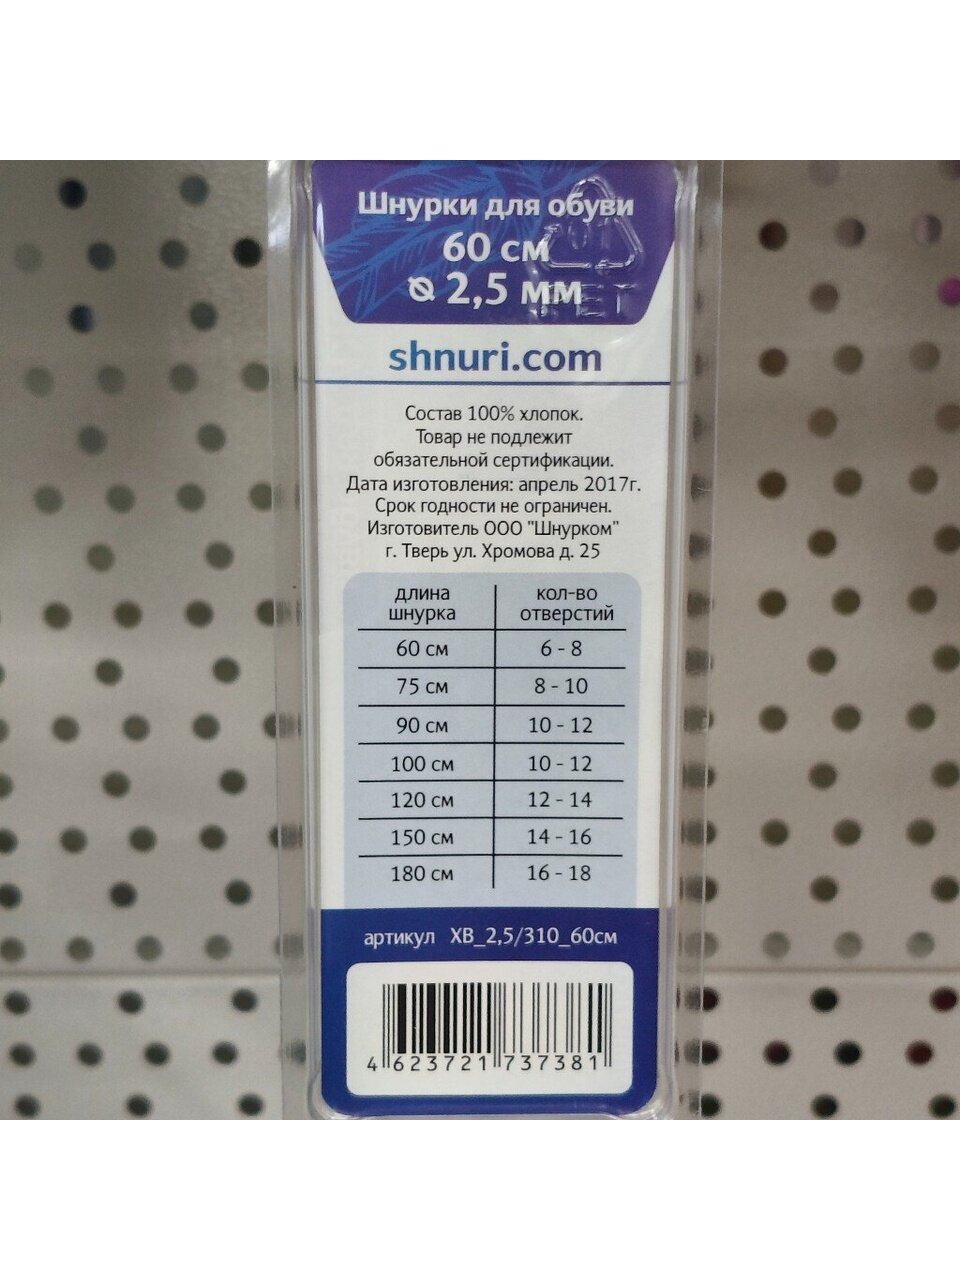 Шнурки для обуви
60 см
⌀ 2,5 мм
PET
shnuri.com
Состав 100% хлопок.
Товар не подлежит
обязательной сертификации.
Дата изготовления: апрель 2017г.
Срок годности не ограничен.
Изготовитель ООО "Шнурком"
г. Тверь ул. Хромова д. 25
длина шнурка кол-во отверстий
60 см 6 - 8
75 см 8 - 10
90 см 10 - 12
100 см 10 - 12
120 см 12 - 14
150 см 14 - 16
180 см 16 - 18
артикул ХВ_2,5/310_60см
4 623721 737381